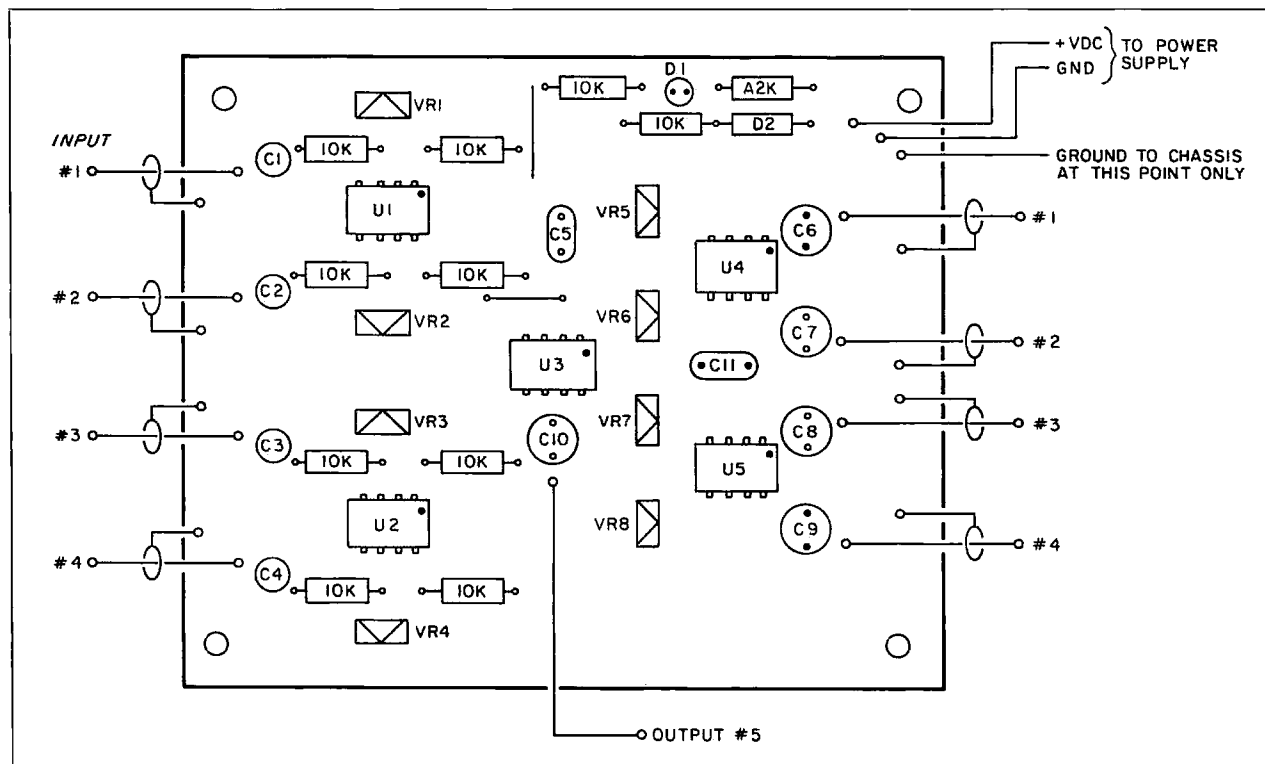 +VDC
GND
TO POWER
SUPPLY
D1
10K
A2K
10K
D2
VR1
INPUT
#1
C1
10K
10K
GROUND TO CHASSIS
AT THIS POINT ONLY
U1
VR5
C5
C6
#1
U4
#2
C2
10K
10K
VR2
VR6
C7
#2
U3
C11
#3
C3
VR3
10K
10K
C10
VR7
C8
#3
U5
U2
VR8
C9
#4
#4
C4
10K
10K
VR4
OUTPUT #5